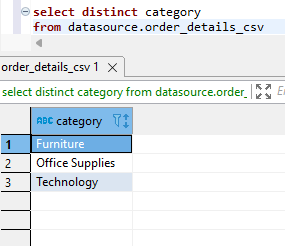 select distinct category
from datasource.order_details_csv
order_details_csv 1
select distinct category from datasource.order_
ABC category
1 Furniture
2 Office Supplies
3 Technology